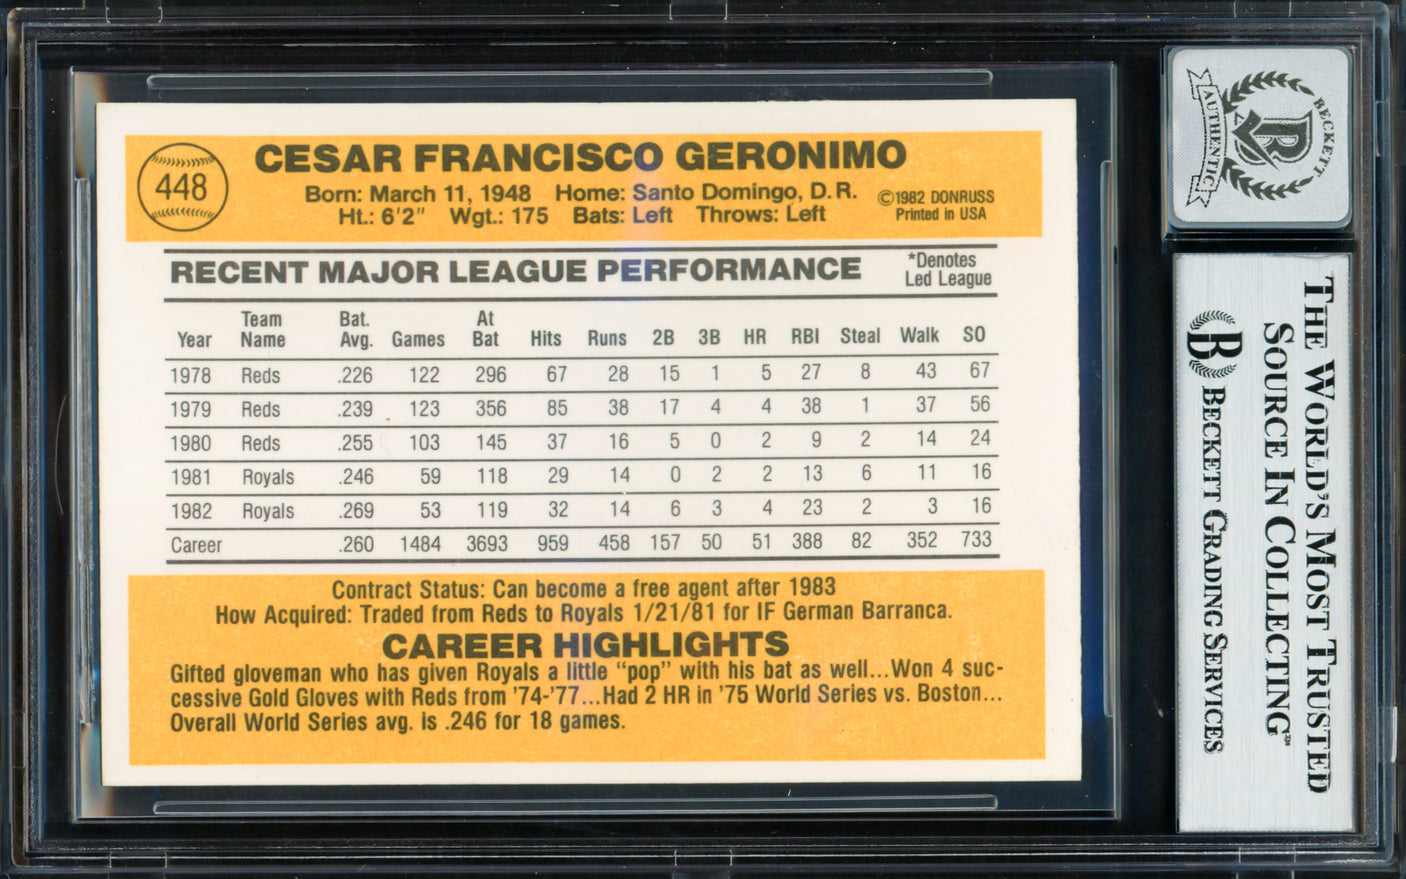 448
CESAR FRANCISCO GERONIMO
Born: March 11, 1948 Home: Santo Domingo, D. R.
Ht.: 6'2" Wgt.: 175 Bats: Left Throws: Left
©1982 DONRUSS
Printed in USA
RECENT MAJOR LEAGUE PERFORMANCE
*Denotes
Led League
Year Team Name Bat. Avg. Games At Bat Hits Runs 2B 3B HR RBI Steal Walk SO
1978 Reds .226 122 296 67 28 15 1 5 27 8 43 67
1979 Reds .239 123 356 85 38 17 4 4 38 1 37 56
1980 Reds .255 103 145 37 16 5 0 2 9 2 14 24
1981 Royals .246 59 118 29 14 0 2 2 13 6 11 16
1982 Royals .269 53 119 32 14 6 3 4 23 2 3 16
Career .260 1484 3693 959 458 157 50 51 388 82 352 733
Contract Status: Can become a free agent after 1983
How Acquired: Traded from Reds to Royals 1/21/81 for IF German Barranca.
CAREER HIGHLIGHTS
Gifted gloveman who has given Royals a little “pop” with his bat as well...Won 4 suc-
cessive Gold Gloves with Reds from '74-'77...Had 2 HR in '75 World Series vs. Boston...
Overall World Series avg. is .246 for 18 games.
BECKETT
AUTHENTIC
THE WORLD'S MOST TRUSTED
SOURCE IN COLLECTING
BECKETT GRADING SERVICES